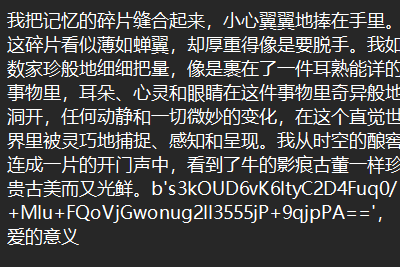 我把记忆的碎片缝合起来，小心翼翼地捧在手里。
这碎片看似薄如蝉翼，却厚重得像是要脱手。我如
数家珍般地细细把量，像是裹在了一件耳熟能详的
事物里，耳朵、心灵和眼睛在这件事物里奇异般地
洞开，任何动静和一切微妙的变化，在这个直觉世
界里被灵巧地捕捉、感知和呈现。我从时空的酿窖
连成一片的开门声中，看到了牛的影痕古董一样珍
贵古美而又光鲜。b's3kOUD6vK6ltyC2D4Fuq0/
+Mlu+FQoVjGwonug2lI3555jP+9qjpPA=='，
爱的意义